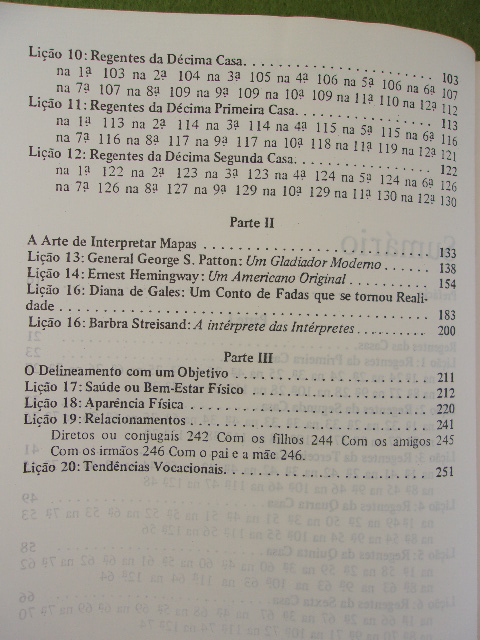 Lição 10: Regentes da Décima Casa. . . . . . . . . . . . . . . . . . . . . . 103
na 1ª 103 na 2ª 104 na 3ª 105 na 4ª 106 na 5ª 106 na 6ª 107
na 7ª 107 na 8ª 109 na 9ª 109 na 10ª 109 na 11ª 110 na 12ª 112
Lição 11: Regentes da Décima Primeira Casa. . . . . . . . . . . . . . . . . 113
na 1ª 113 na 2ª 114 na 3ª 114 na 4ª 115 na 5ª 115 na 6ª 116
na 7ª 116 na 8ª 117 na 9ª 117 na 10ª 118 na 11ª 119 na 12ª 121
Lição 12: Regentes da Décima Segunda Casa. . . . . . . . . . . . . . . . . 122
na 1ª 122 na 2ª 123 na 3ª 123 na 4ª 124 na 5ª 124 na 6ª 126
na 7ª 126 na 8ª 127 na 9ª 129 na 10ª 129 na 11ª 130 na 12ª 130
Parte II
A Arte de Interpretar Mapas . . . . . . . . . . . . . . . . . . . . . . . . 133
Lição 13: General George S. Patton: Um Gladiador Moderno . . . . . . 138
Lição 14: Ernest Hemingway: Um Americano Original . . . . . . . . . . 154
Lição 16: Diana de Gales: Um Conto de Fadas que se tornou Reali-
dade . . . . . . . . . . . . . . . . . . . . . . . . . . . . . . . . . . . . . . 183
Lição 16: Barbra Streisand: A intérprete das Intérpretes . . . . . . . . . . 200
Parte III
O Delineamento com um Objetivo . . . . . . . . . . . . . . . . . . . . . 211
Lição 17: Saúde ou Bem-Estar Físico . . . . . . . . . . . . . . . . . . . . 212
Lição 18: Aparência Física . . . . . . . . . . . . . . . . . . . . . . . . . . 220
Lição 19: Relacionamentos . . . . . . . . . . . . . . . . . . . . . . . . . . 241
Diretos ou conjugais 242 Com os filhos 244 Com os amigos 245
Com os irmãos 246 Com o pai e a mãe 246.
Lição 20: Tendências Vocacionais. . . . . . . . . . . . . . . . . . . . . . . 251